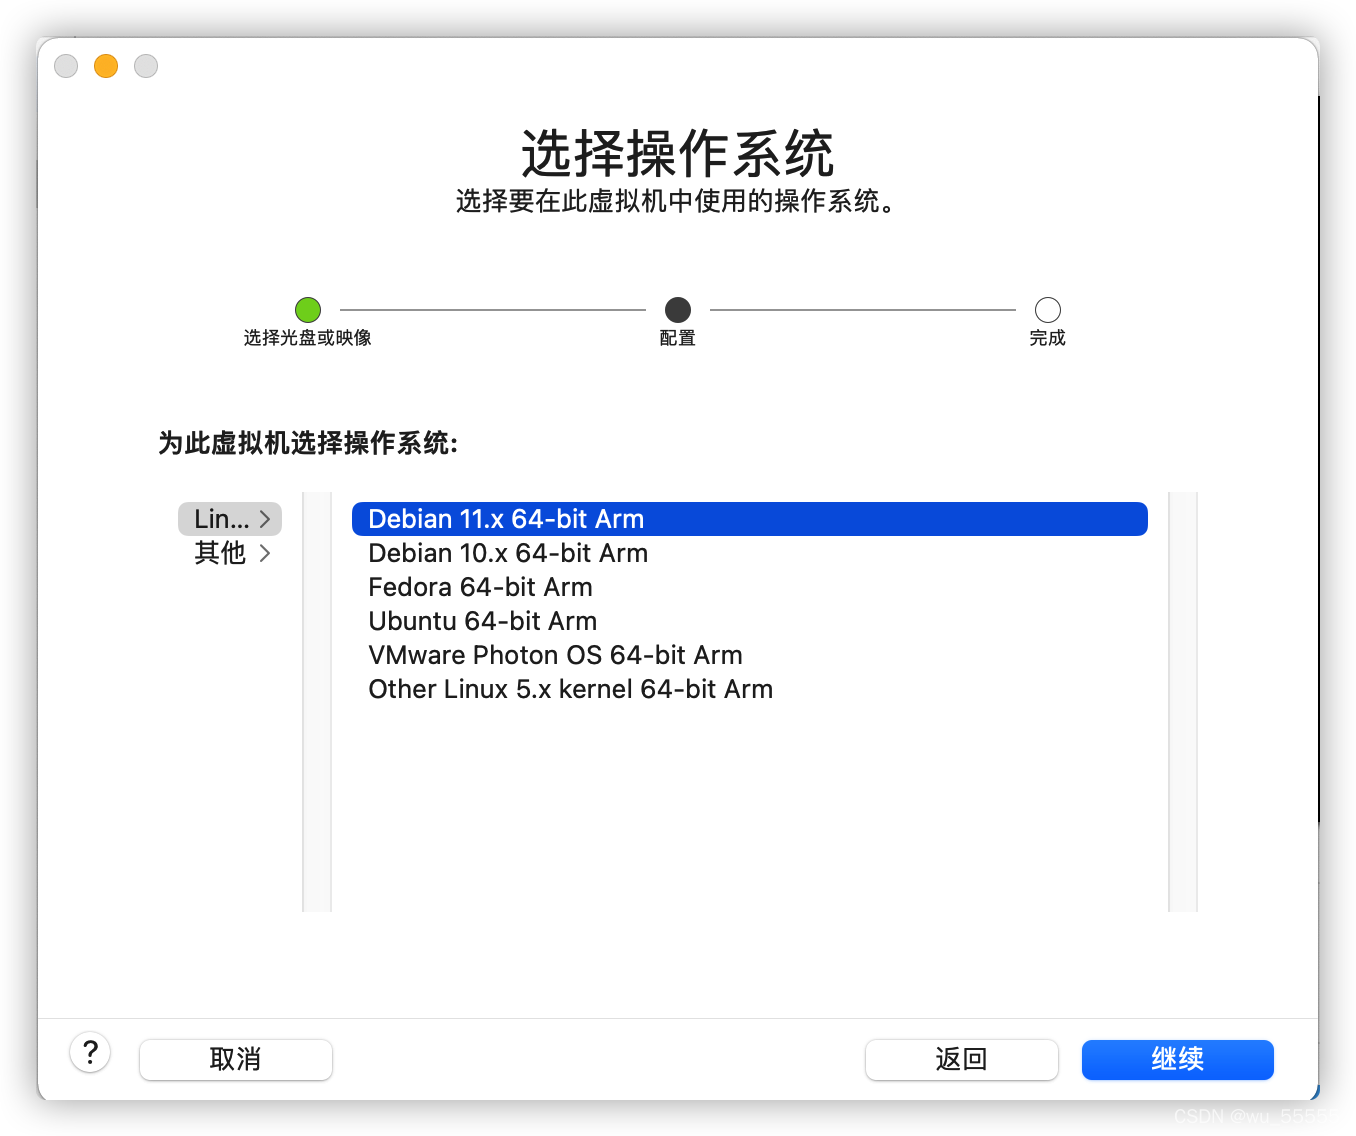 选择操作系统
选择要在此虚拟机中使用的操作系统。
选择光盘或映像
配置
完成
为此虚拟机选择操作系统:
Lin...
其他
Debian 11.x 64-bit Arm
Debian 10.x 64-bit Arm
Fedora 64-bit Arm
Ubuntu 64-bit Arm
VMware Photon OS 64-bit Arm
Other Linux 5.x kernel 64-bit Arm
?
取消
返回
继续